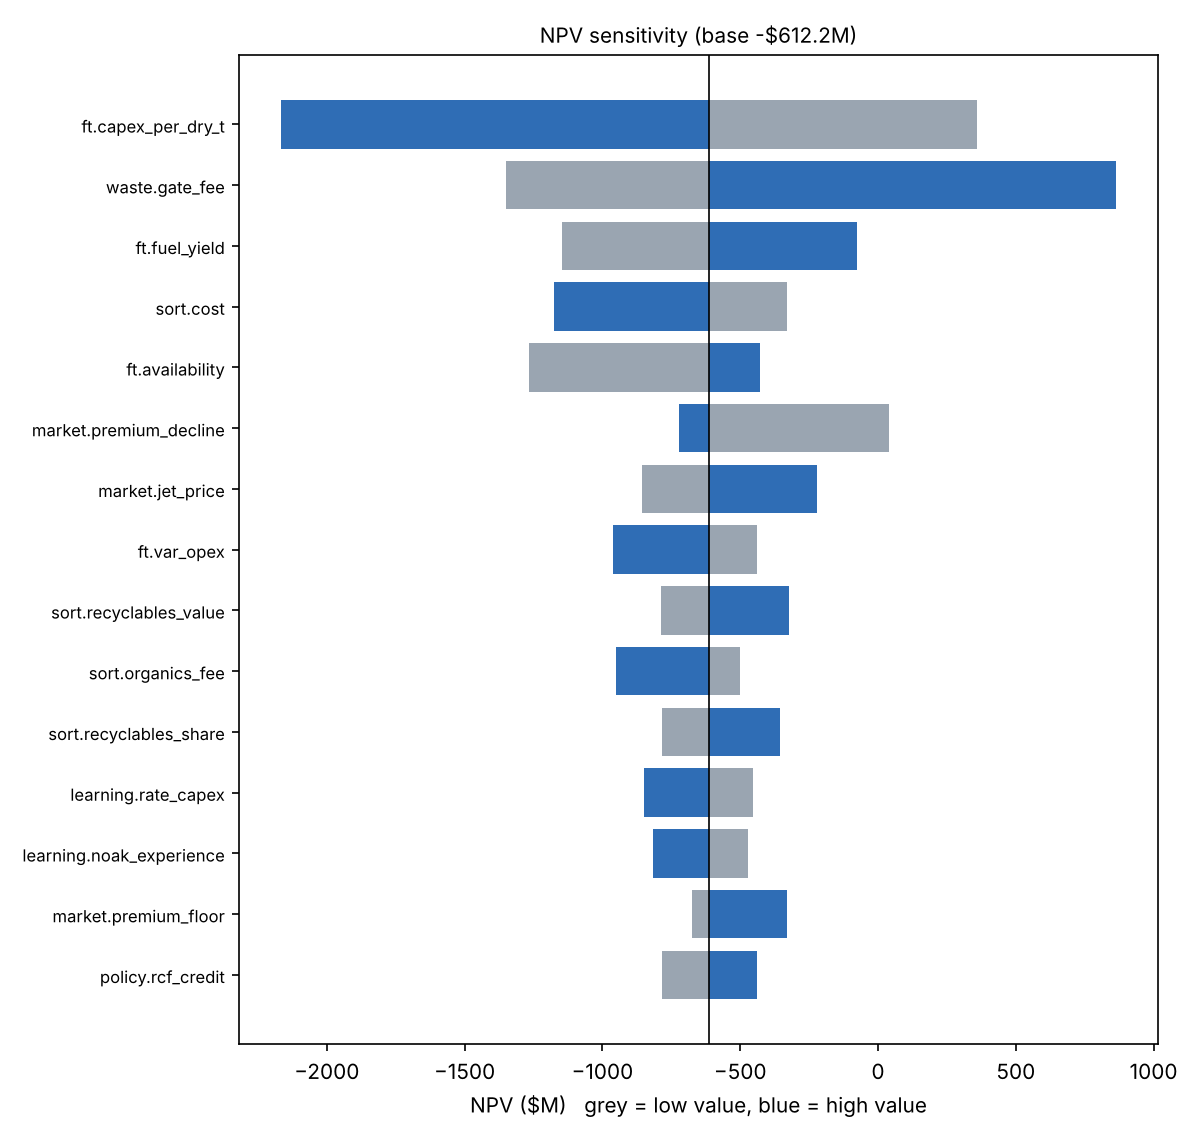 NPV sensitivity (base -$612.2M)
ft.capex_per_dry_t
waste.gate_fee
ft.fuel_yield
sort.cost
ft.availability
market.premium_decline
market.jet_price
ft.var_opex
sort.recyclables_value
sort.organics_fee
sort.recyclables_share
learning.rate_capex
learning.noak_experience
market.premium_floor
policy.rcf_credit
−2000 −1500 −1000 −500 0 500 1000
NPV ($M) grey = low value, blue = high value